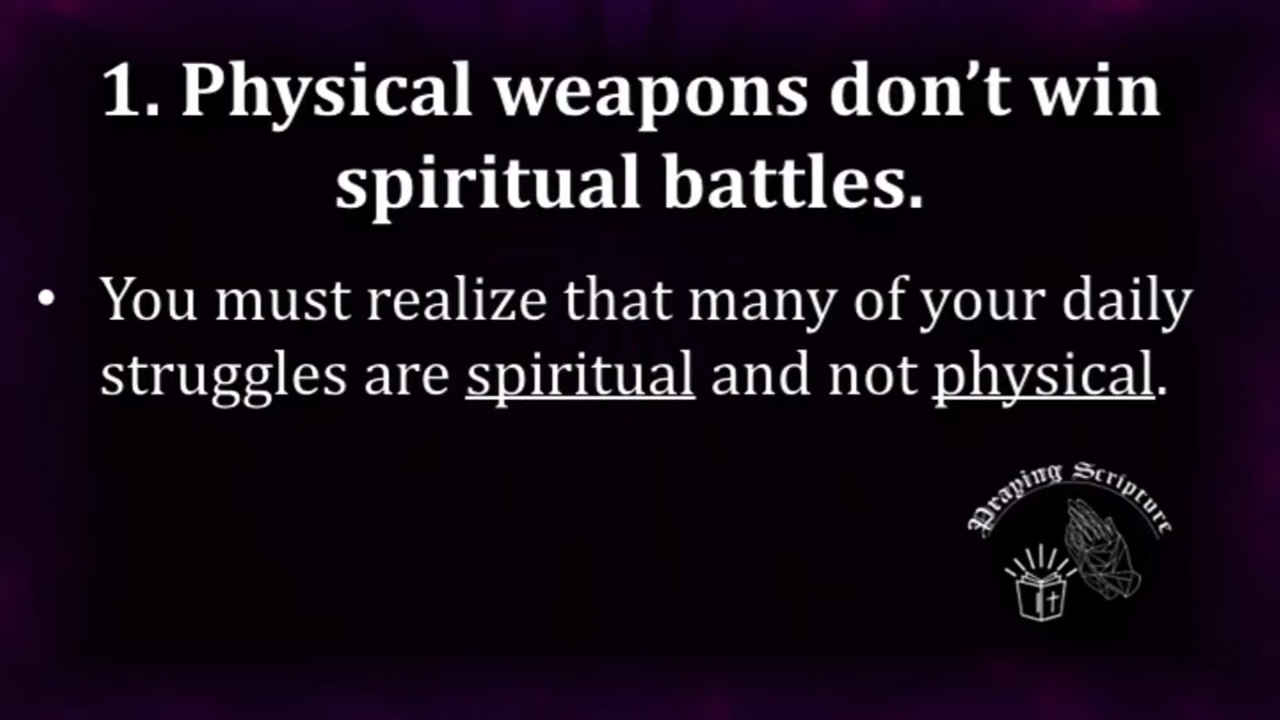 1. Physical weapons don’t win
spiritual battles.
• You must realize that many of your daily
struggles are spiritual and not physical.
Praying Scripture